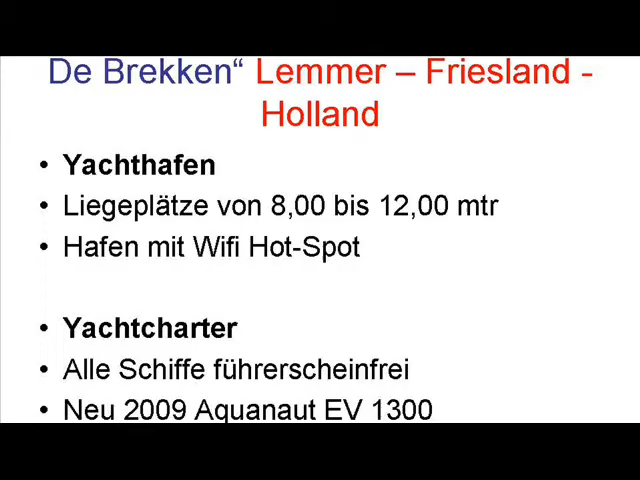 De Brekken“ Lemmer – Friesland -
Holland
• Yachthafen
• Liegeplätze von 8,00 bis 12,00 mtr
• Hafen mit Wifi Hot-Spot
• Yachtcharter
• Alle Schiffe führerscheinfrei
• Neu 2009 Aquanaut EV 1300